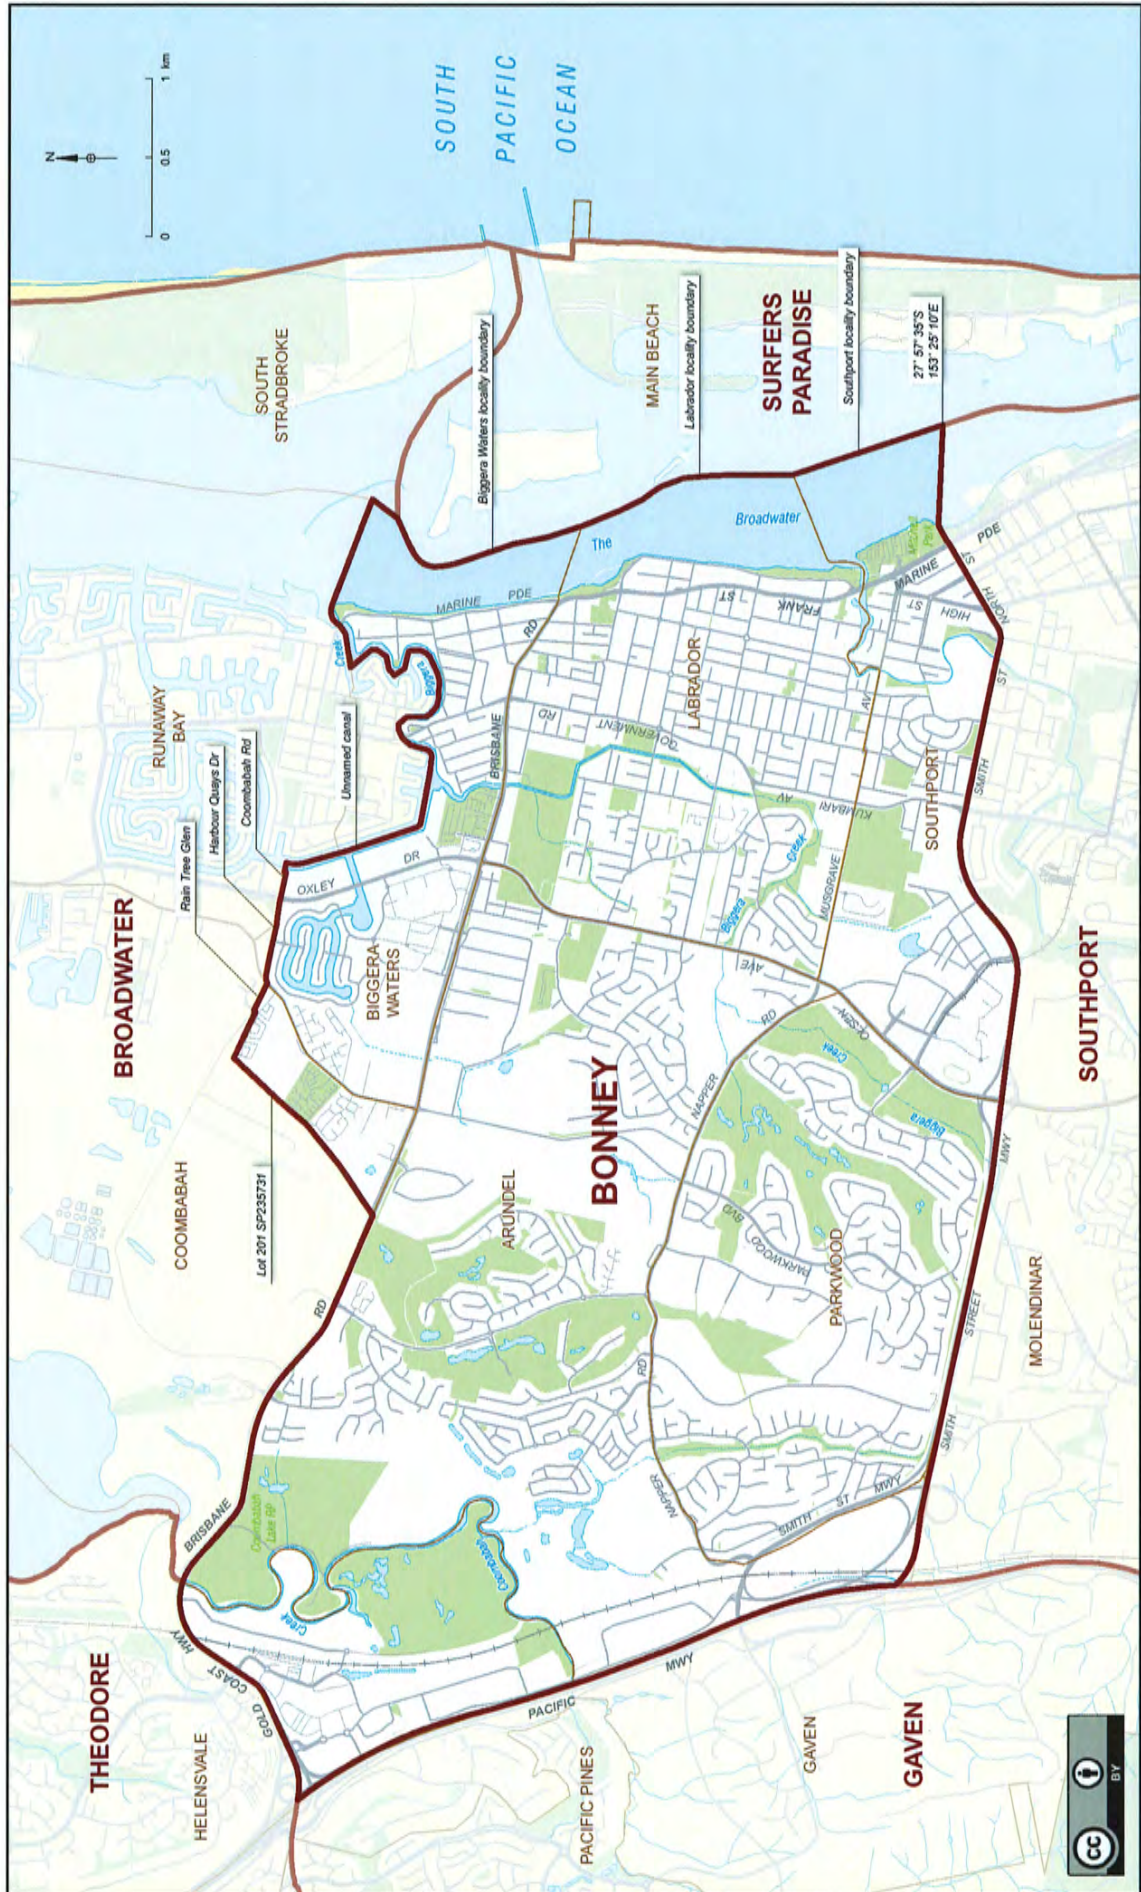 N
0
0.5
1 km
SOUTH
PACIFIC
OCEAN
SOUTH
STRADBROKE
RUNAWAY
BAY
BROADWATER
Rain Tree Glen
Harbour Quays Dr
Coombabah Rd
Unnamed canal
Biggera Waters locality boundary
MAIN BEACH
Labrador locality boundary
SURFERS
PARADISE
Southport locality boundary
27° 57' 35"S
153° 25' 10"E
COOMBABAH
Lot 201 SP235731
THEODORE
HELENSVALE
BRISBANE
RD
GOLD
COAST
HWY
Coombabah
Lake RP
Creek
Coombabah
OXLEY
DR
BIGGERA
WATERS
Creek
Biggera
MARINE
PDE
BRISBANE
RD
The
Broadwater
GOVERNMENT
RD
LABRADOR
FRANK
ST
MARINE
PDE
HIGH
ST
NORTH
ST
AV
KUMBARI
AV
MUSGRAVE
Biggera
Creek
SOUTHPORT
SMITH
ST
AVE
OLSEN
RD
NAPPER
BONNEY
ARUNDEL
PARKWOOD
BVD
PARKWOOD
Creek
Biggera
MWY
STREET
SMITH
SOUTHPORT
MOLENDINAR
RD
NAPPER
SMITH
ST
MWY
PACIFIC
MWY
PACIFIC PINES
GAVEN
GAVEN
cc
BY